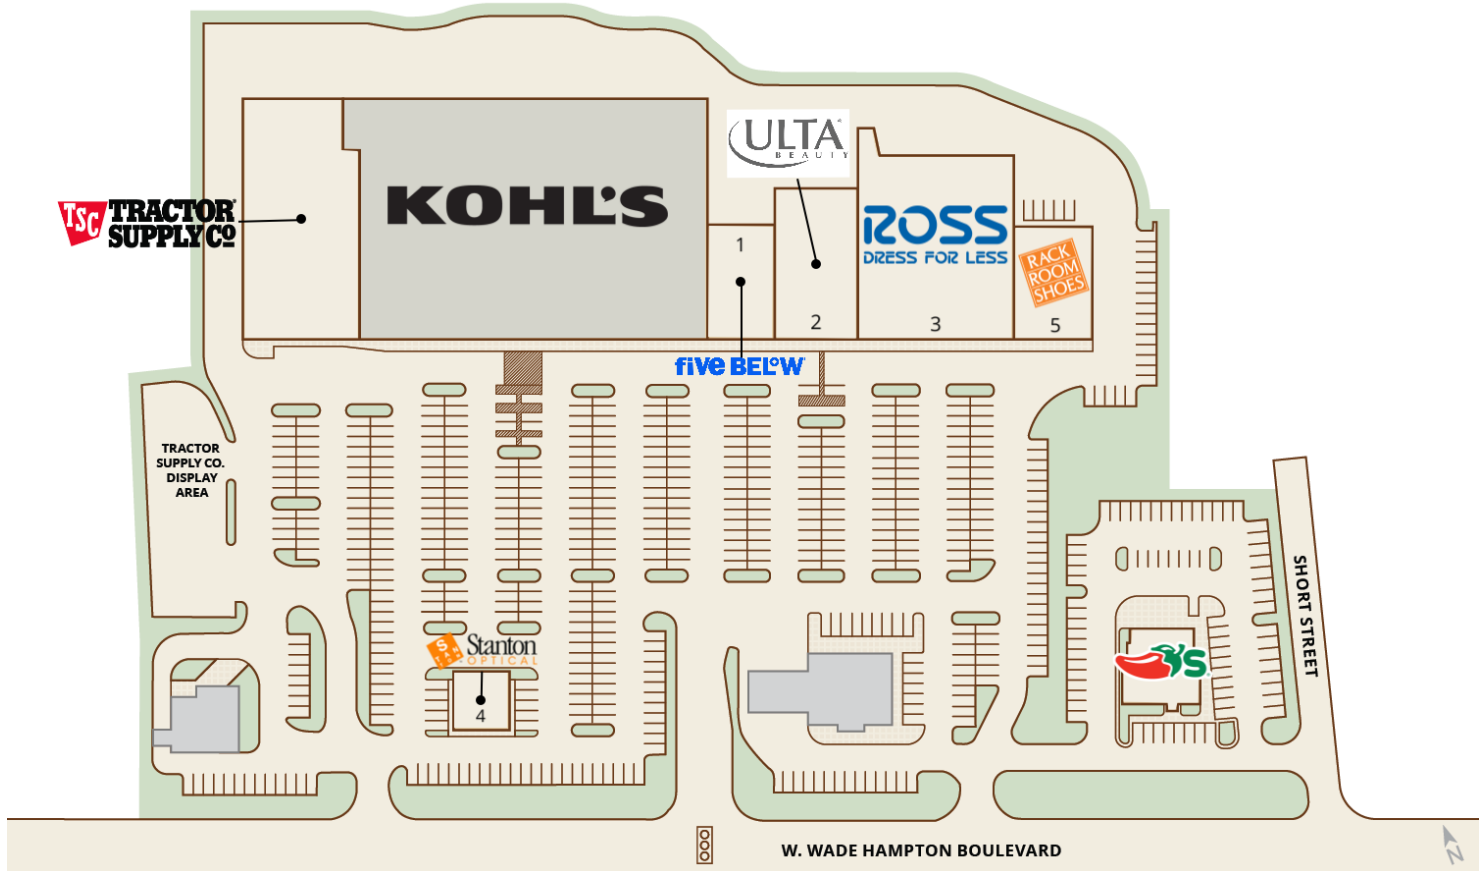 ULTA
BEAUTY
TSC TRACTOR
SUPPLY CO
KOHL'S
ROSS
DRESS FOR LESS
1
RACK
ROOM
SHOES
2
3
5
five BELOW
TRACTOR
SUPPLY CO.
DISPLAY
AREA
SHORT STREET
STANTON
Stanton
OPTICAL
4
S
W. WADE HAMPTON BOULEVARD
N